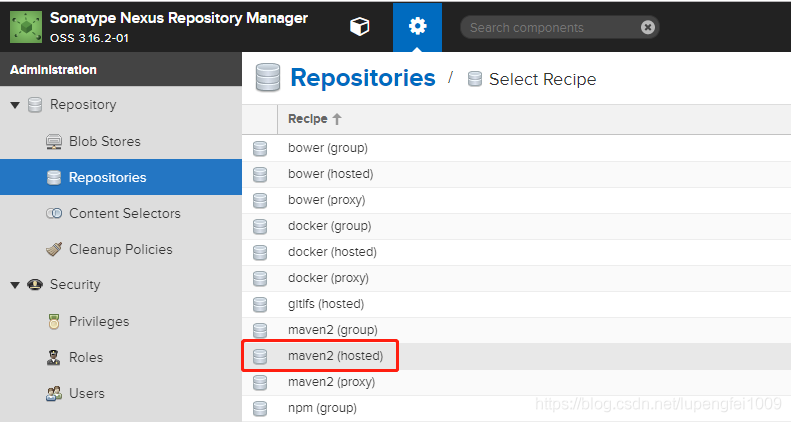 Sonatype Nexus Repository Manager
OSS 3.16.2-01
Search components
Administration
Repository
Blob Stores
Repositories
Content Selectors
Cleanup Policies
Security
Privileges
Roles
Users
Repositories / Select Recipe
Recipe
bower (group)
bower (hosted)
bower (proxy)
docker (group)
docker (hosted)
docker (proxy)
gitlfs (hosted)
maven2 (group)
maven2 (hosted)
maven2 (proxy)
npm (group)
https://blog.csdn.net/lupengfei1009